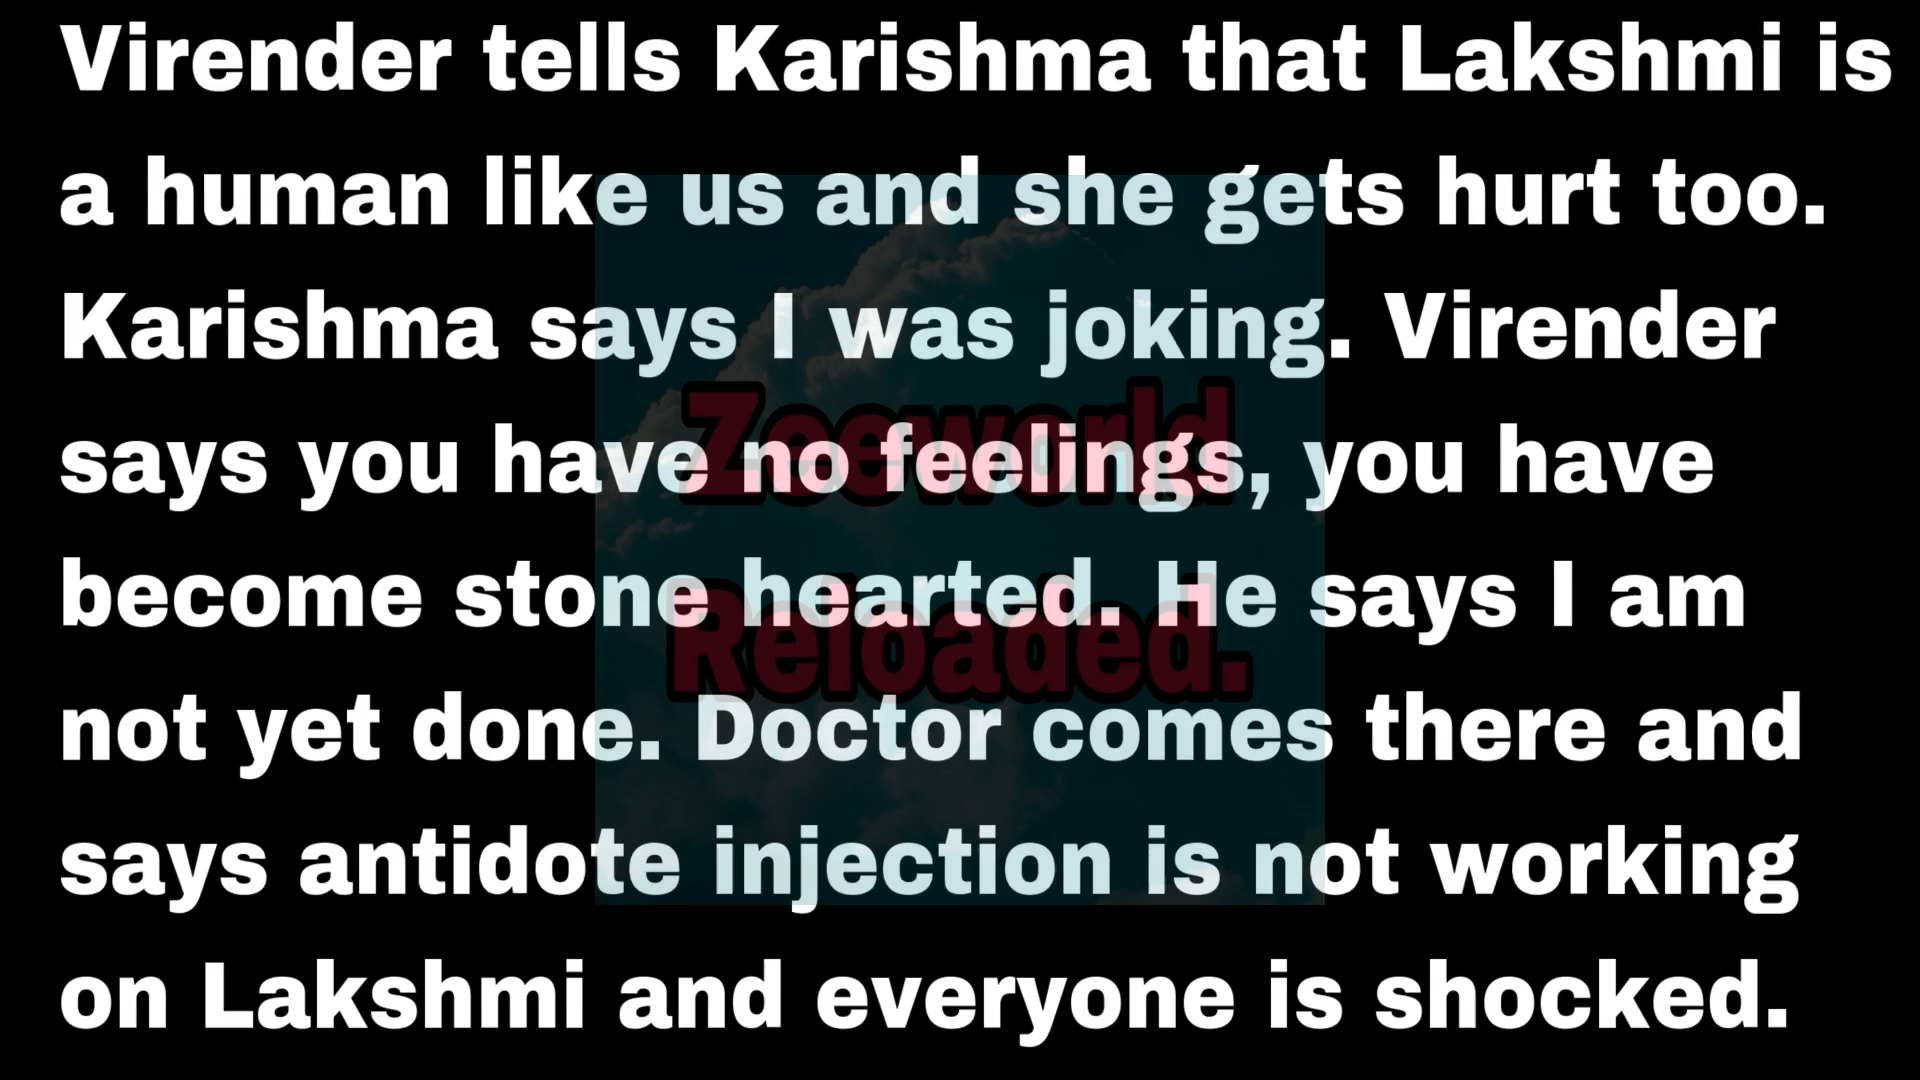 Virender tells Karishma that Lakshmi is
a human like us and she gets hurt too.
Karishma says I was joking. Virender
says you have no feelings, you have
become stone hearted. He says I am
not yet done. Doctor comes there and
says antidote injection is not working
on Lakshmi and everyone is shocked.
Zeeworld
Reloaded.